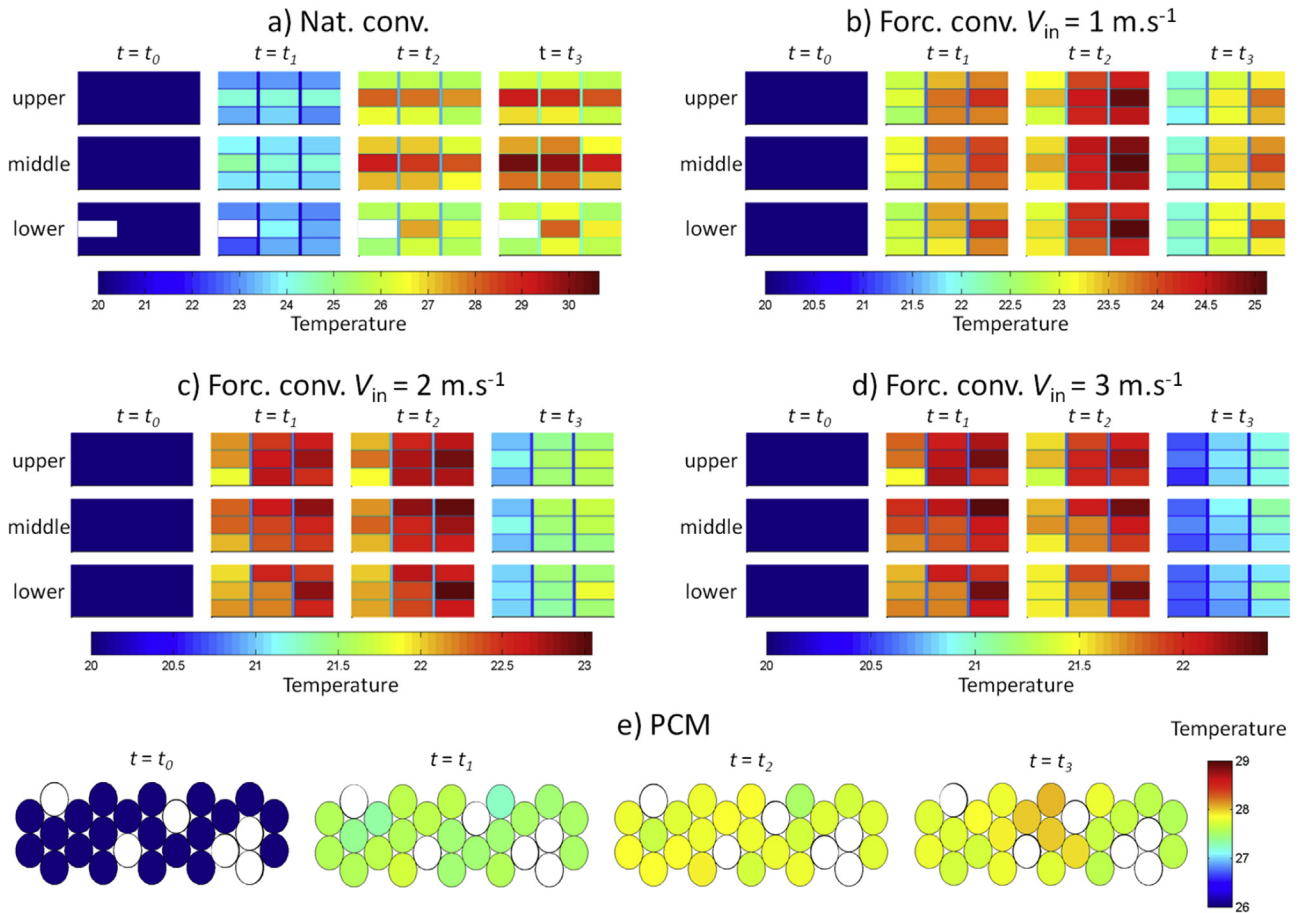 a) Nat. conv.
t = t0 t = t1 t = t2 t = t3
upper
middle
lower
20 21 22 23 24 25 26 27 28 29 30
Temperature
b) Forc. conv. Vin = 1 m.s-1
t = t0 t = t1 t = t2 t = t3
upper
middle
lower
20 20.5 21 21.5 22 22.5 23 23.5 24 24.5 25
Temperature
c) Forc. conv. Vin = 2 m.s-1
t = t0 t = t1 t = t2 t = t3
upper
middle
lower
20 20.5 21 21.5 22 22.5 23
Temperature
d) Forc. conv. Vin = 3 m.s-1
t = t0 t = t1 t = t2 t = t3
upper
middle
lower
20 20.5 21 21.5 22
Temperature
e) PCM
t = t0 t = t1 t = t2 t = t3
Temperature
29
28
27
26